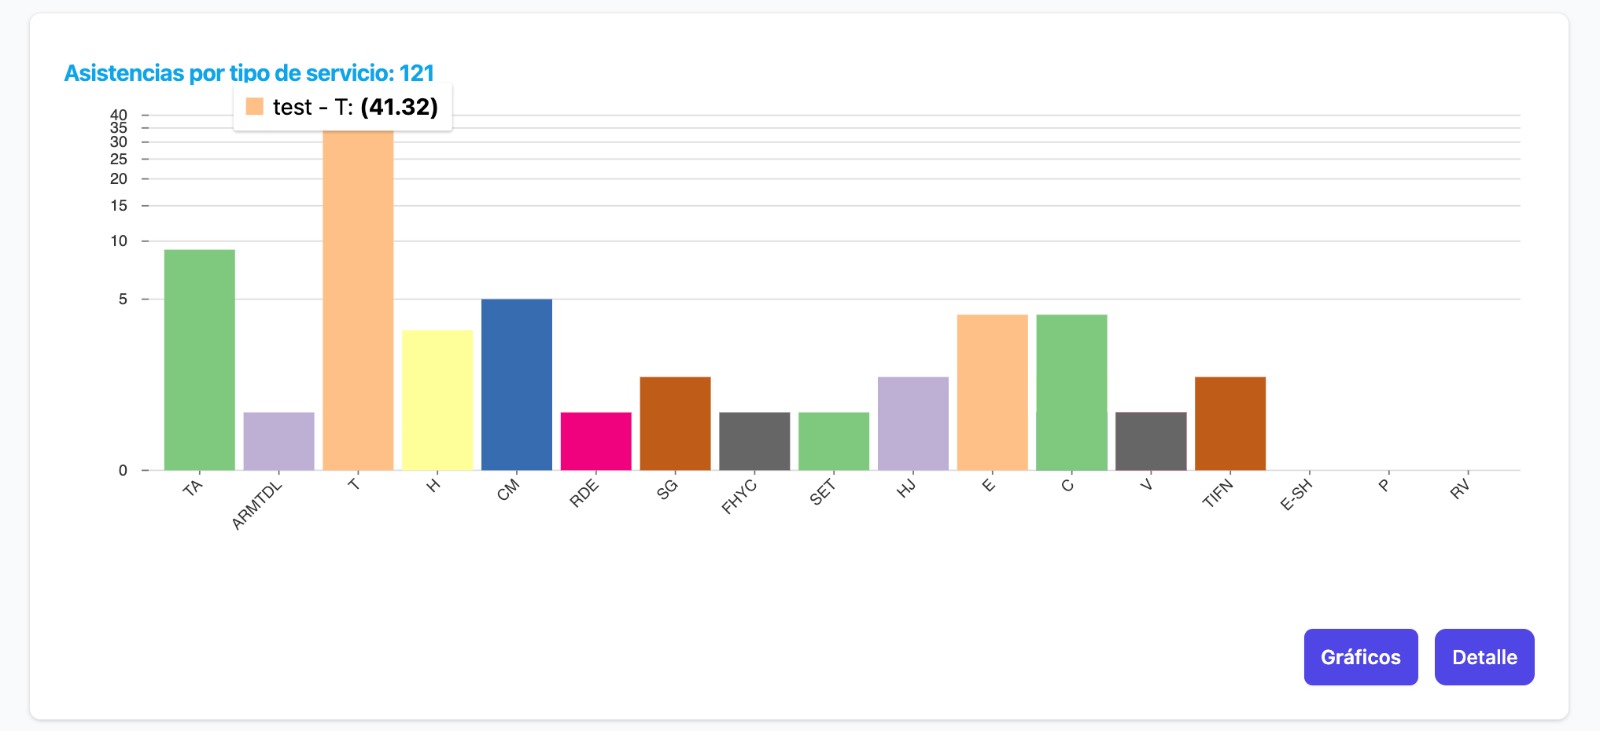 Asistencias por tipo de servicio: 121
test - T: (41.32)
40
35
30
25
20
15
10
5
0
TA
ARMTDL
T
H
CM
RDE
SG
FHYC
SET
HJ
E
C
V
TIFN
E-SH
P
RV
Gráficos
Detalle